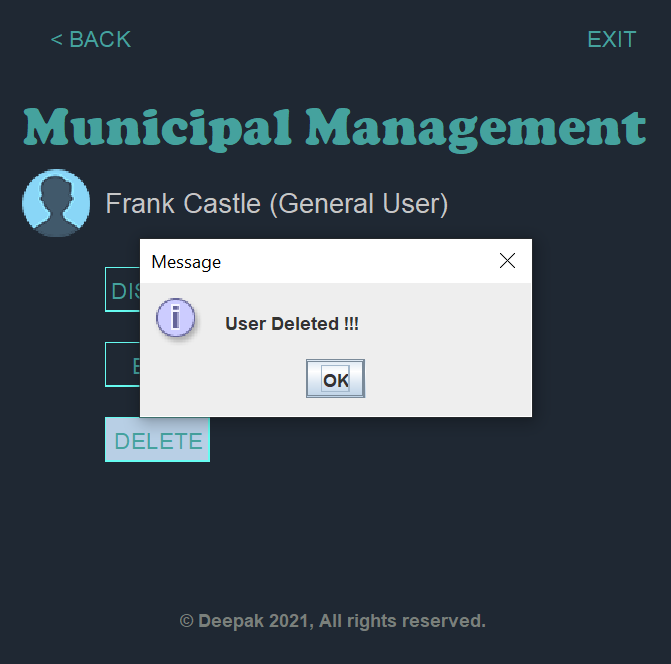 < BACK
EXIT
Municipal Management
Frank Castle (General User)
Message
User Deleted !!!
OK
DELETE
© Deepak 2021, All rights reserved.